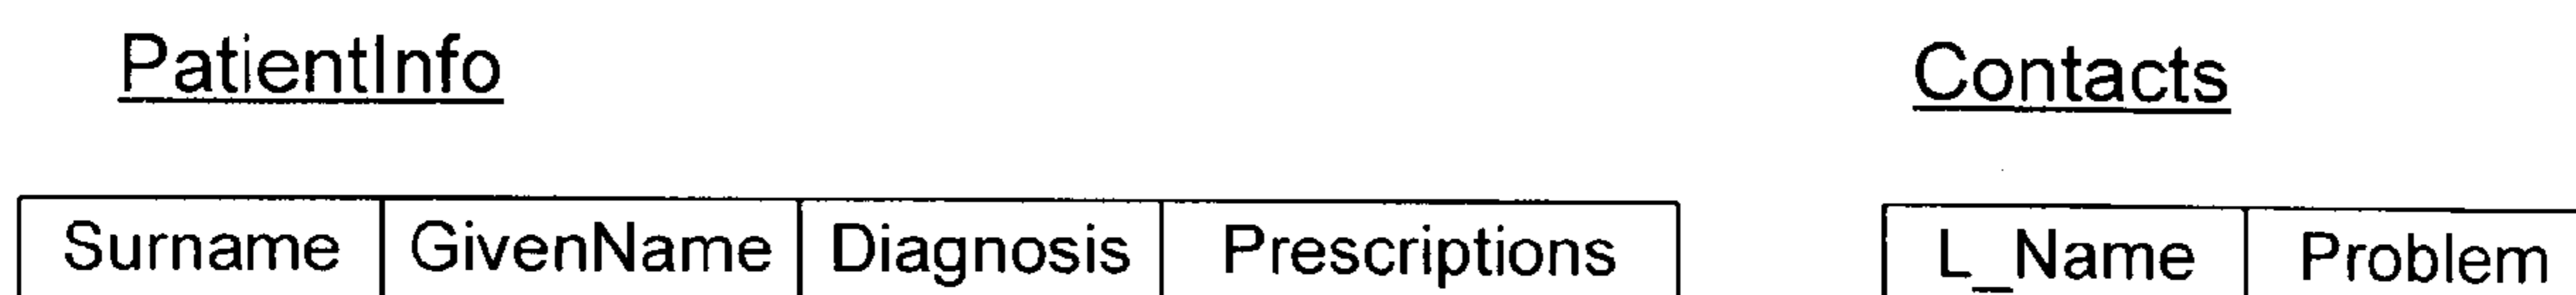 PatientInfo
Contacts
Surname GivenName Diagnosis Prescriptions
L_Name Problem